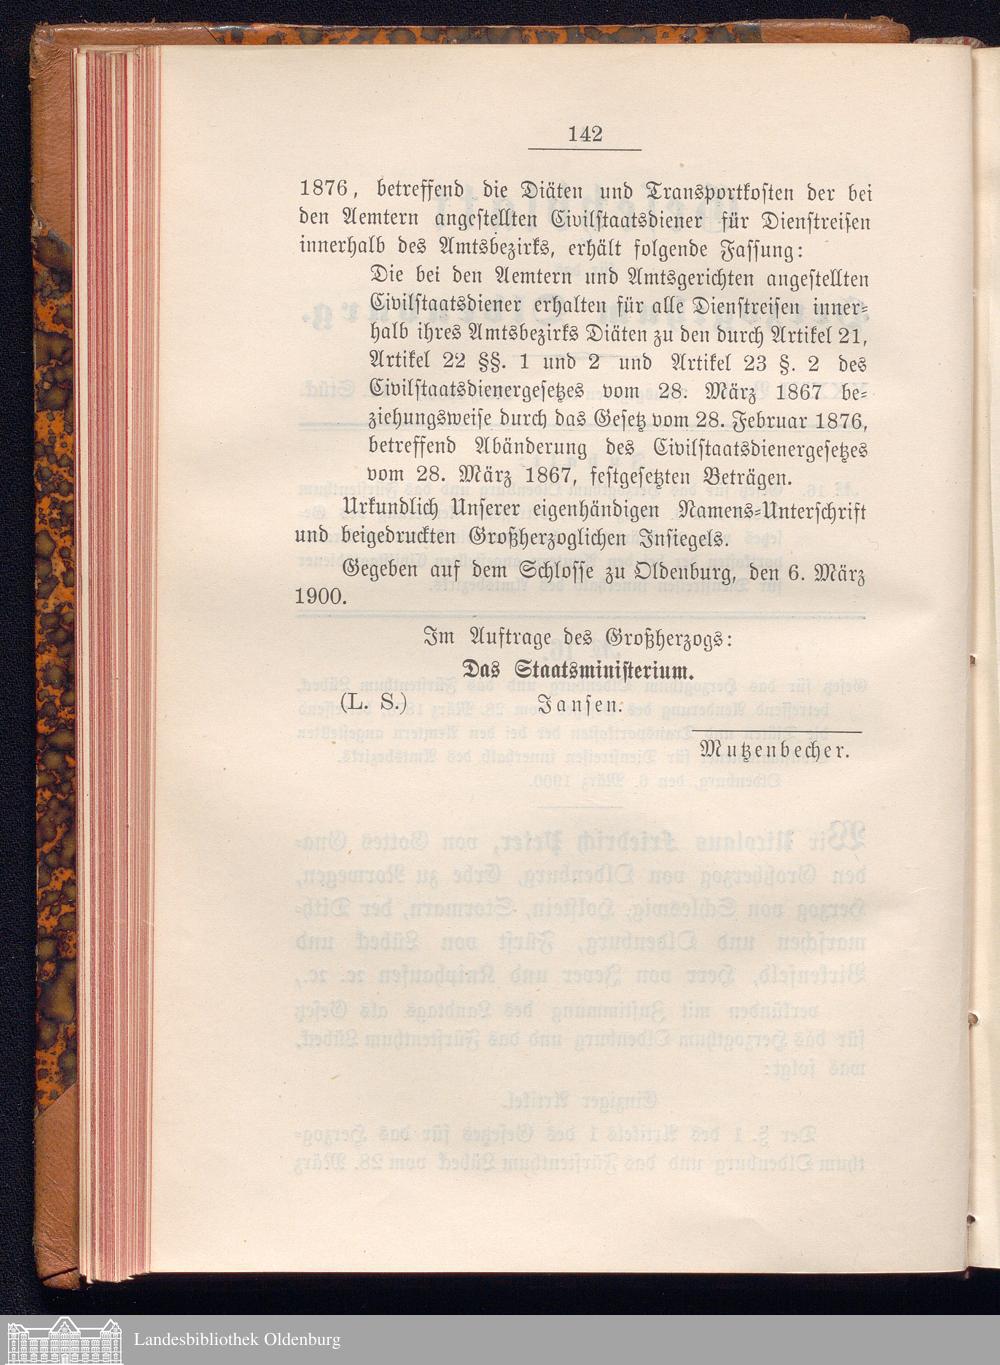 142
1876, betreffend die Diäten und Transportkosten der bei
den Aemtern angestellten Civilstaatsdiener für Dienstreisen
innerhalb des Amtsbezirks, erhält folgende Fassung:
Die bei den Aemtern und Amtsgerichten angestellten
Civilstaatsdiener erhalten für alle Dienstreisen inner-
halb ihres Amtsbezirks Diäten zu den durch Artikel 21,
Artikel 22 §§. 1 und 2 und Artikel 23 §. 2 des
Civilstaatsdienergesetzes vom 28. März 1867 be-
ziehungsweise durch das Gesetz vom 28. Februar 1876,
betreffend Abänderung des Civilstaatsdienergesetzes
vom 28. März 1867, festgesetzten Beträgen.
Urkundlich Unserer eigenhändigen Namens-Unterschrift
und beigedruckten Großherzoglichen Insiegels.
Gegeben auf dem Schlosse zu Oldenburg, den 6. März
1900.
Im Auftrage des Großherzogs:
Das Staatsministerium.
(L. S.) Jansen.
Mutzenbecher.
Landesbibliothek Oldenburg